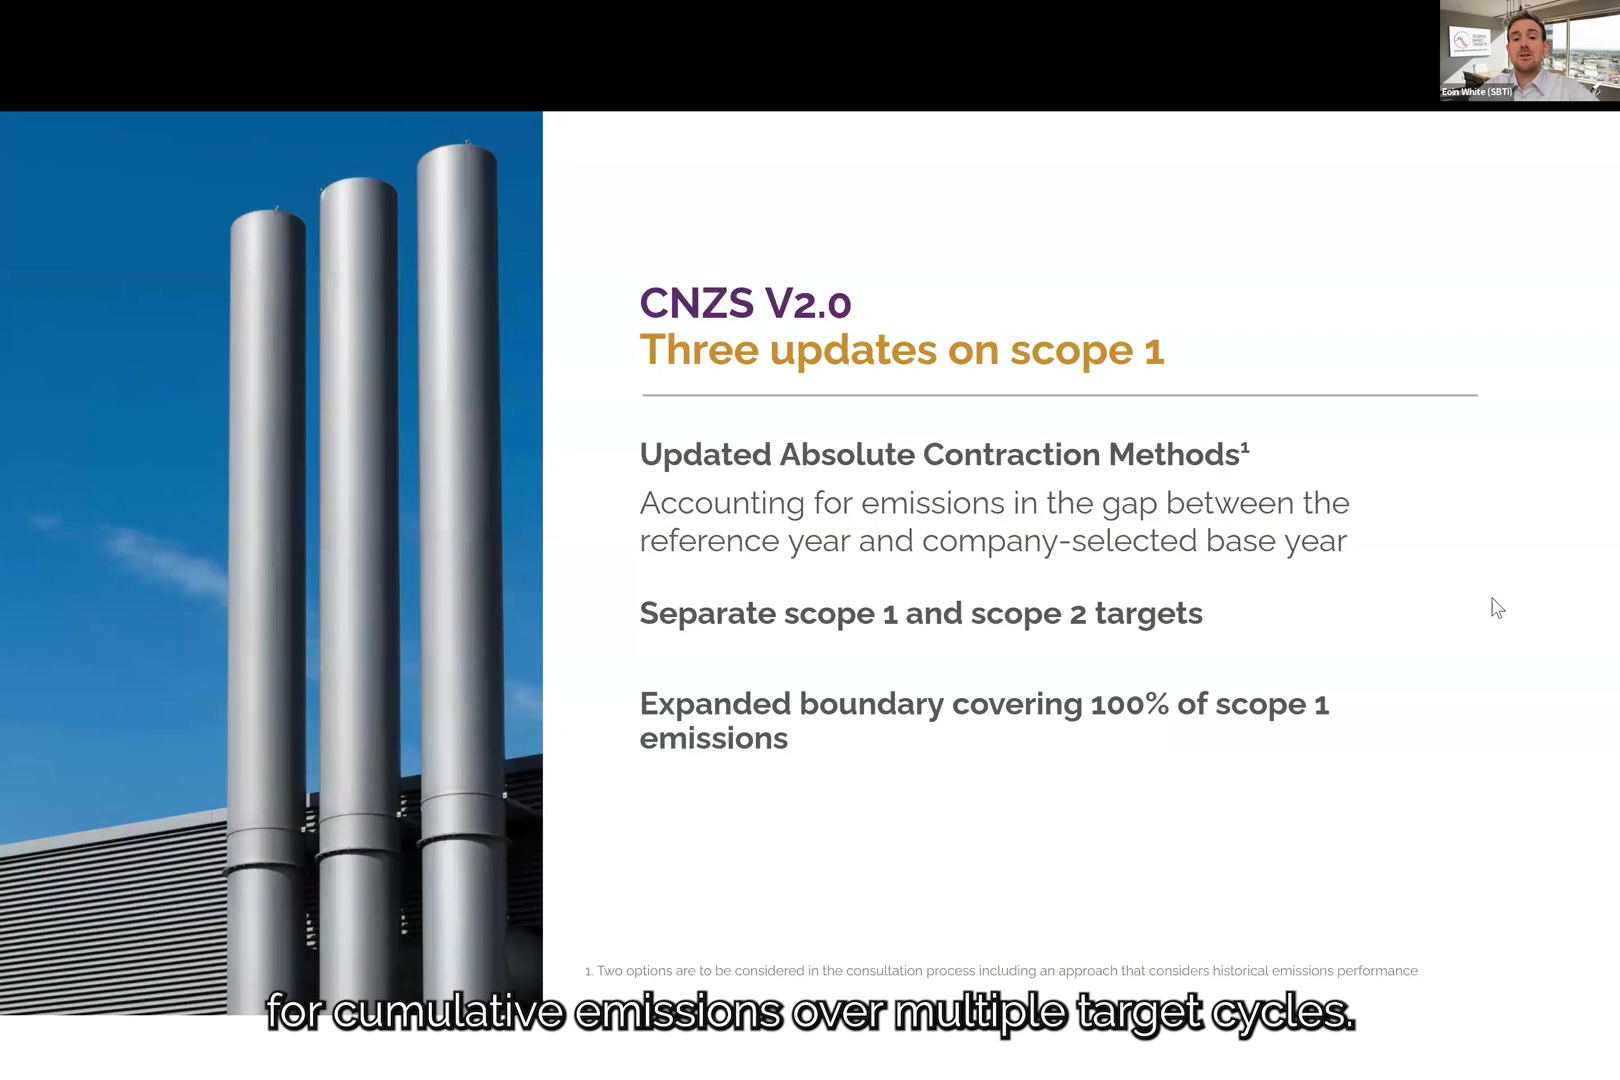 SCIENCE
BASED
TARGETS
Eoin White (SBTi)
CNZS V2.0
Three updates on scope 1
Updated Absolute Contraction Methods¹
Accounting for emissions in the gap between the
reference year and company-selected base year
Separate scope 1 and scope 2 targets
Expanded boundary covering 100% of scope 1
emissions
1. Two options are to be considered in the consultation process including an approach that considers historical emissions performance
for cumulative emissions over multiple target cycles.